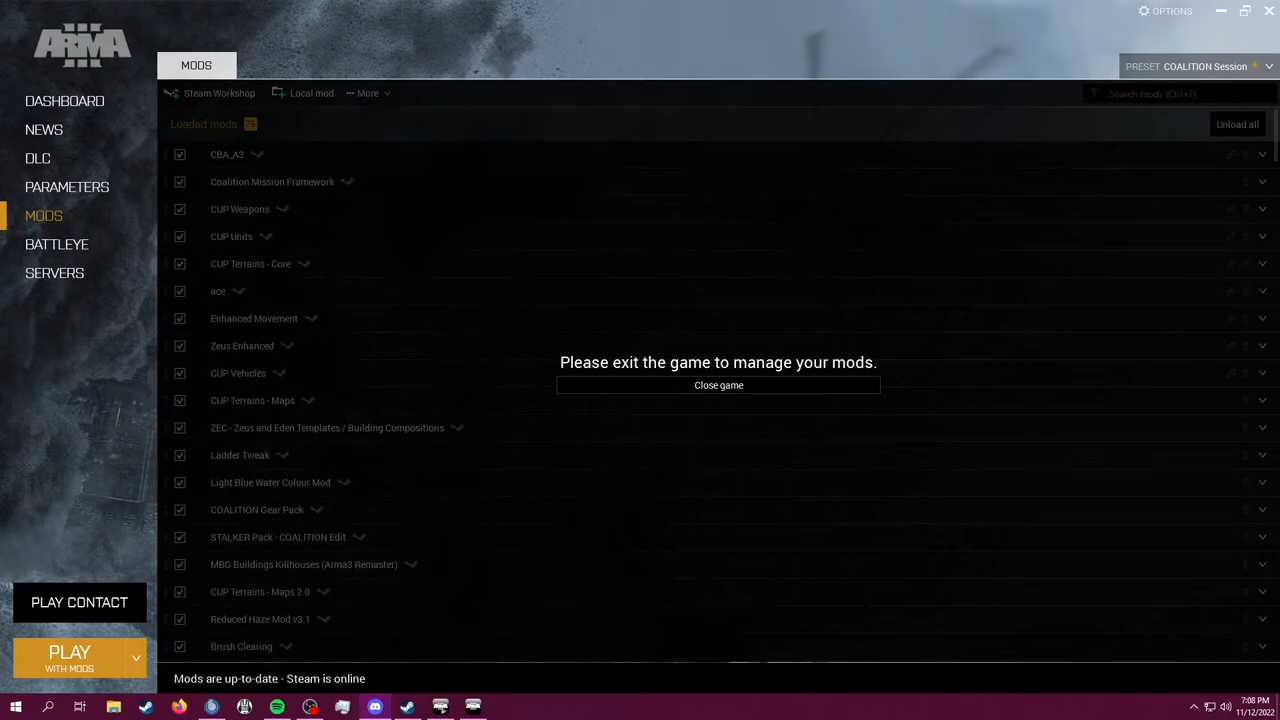 OPTIONS
ARMA III
MODS
PRESET COALITION Session *
DASHBOARD
NEWS
DLC
PARAMETERS
MODS
BATTLEYE
SERVERS
Steam Workshop
Local mod
••• More
Search mods (Ctrl+F)
Loaded mods
Unload all
CBA_A3
Coalition Mission Framework
CUP Weapons
CUP Units
CUP Terrains - Core
ace
Enhanced Movement
Zeus Enhanced
Please exit the game to manage your mods.
CUP Vehicles
Close game
CUP Terrains - Maps
ZEC - Zeus and Eden Templates / Building Compositions
Ladder Tweak
Light Blue Water Colour Mod
COALITION Gear Pack
STALKER Pack - COALITION Edit
MBG Buildings Killhouses (Arma3 Remaster)
CUP Terrains - Maps 2.0
Reduced Haze Mod v3.1
Brush Clearing
PLAY CONTACT
PLAY
WITH MODS
Mods are up-to-date - Steam is online
7:08 PM
11/12/2022